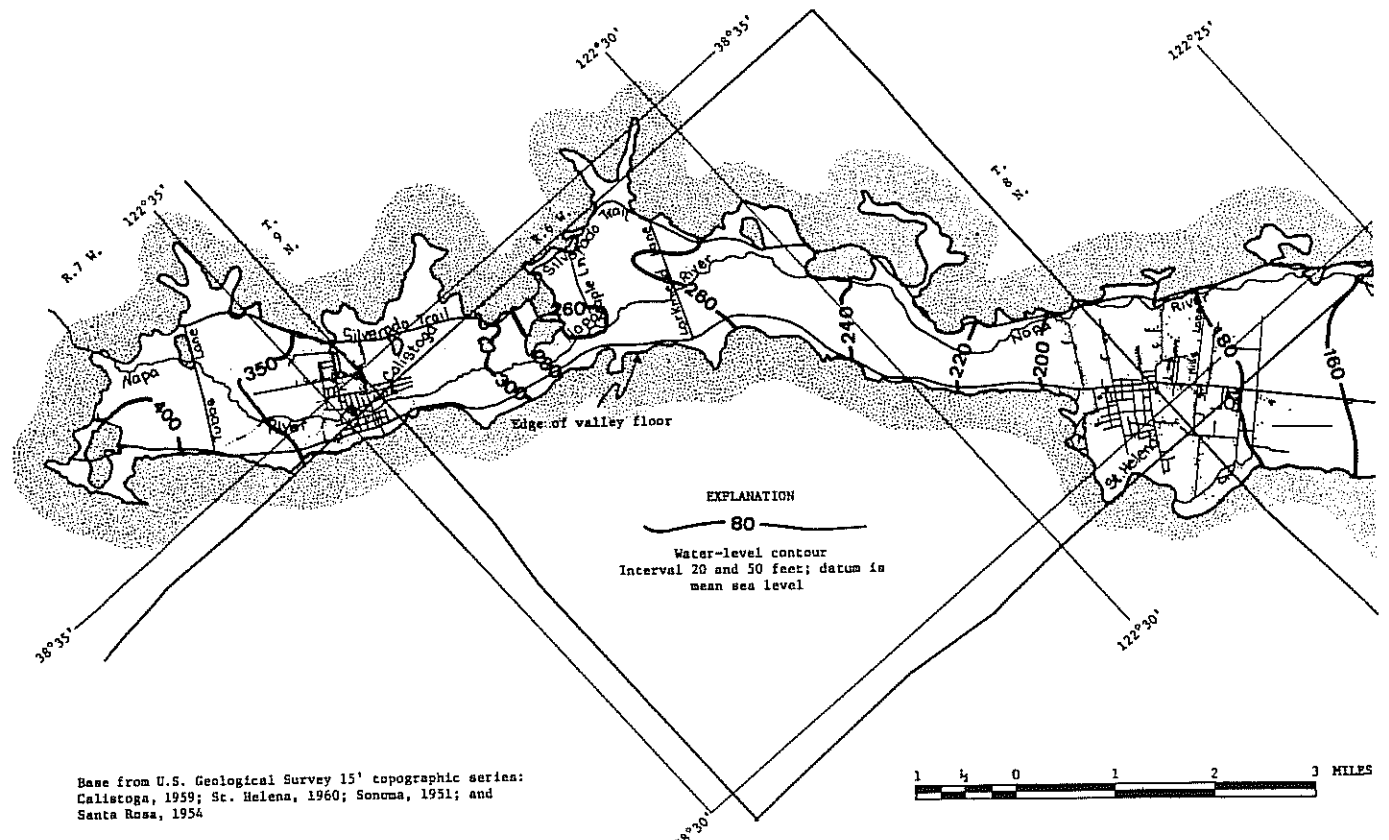 122°30'
38°35'
122°25'
R.7 W.
122°35'
T.
9
N.
R.6 W.
T.
8
N.
Silverado Trail
Lane
River
260
280
240
220
200
180
160
Napa
River
Silverado Trail
Calistoga
350
300
400
Napa
Lane
River
Edge of valley floor
St. Helena
EXPLANATION
80
Water-level contour
Interval 20 and 50 feet; datum is
mean sea level
38°35'
122°30'
Base from U.S. Geological Survey 15' topographic series:
Calistoga, 1959; St. Helena, 1960; Sonoma, 1951; and
Santa Rosa, 1954
1 ½ 0 1 2 3 MILES